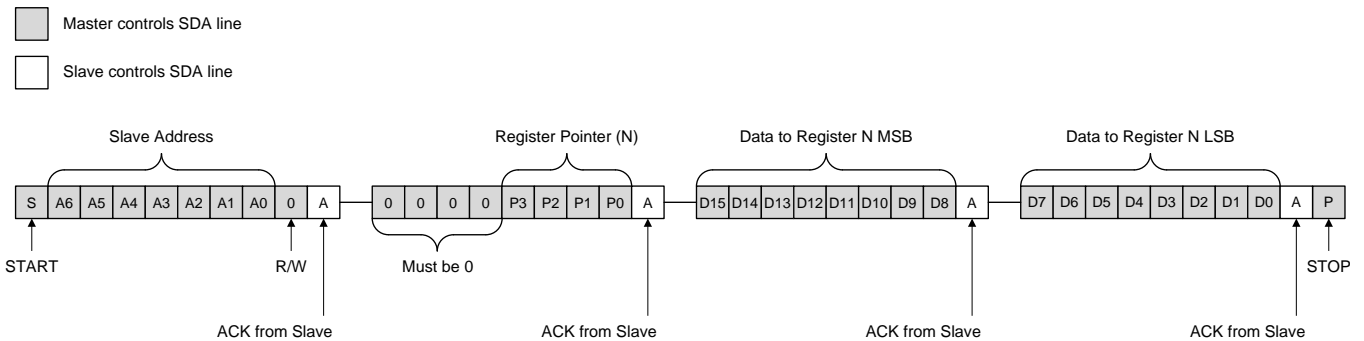 Master controls SDA line
Slave controls SDA line
Slave Address
Register Pointer (N)
Data to Register N MSB
Data to Register N LSB
S A6 A5 A4 A3 A2 A1 A0 0 A 0 0 0 0 P3 P2 P1 P0 A D15 D14 D13 D12 D11 D10 D9 D8 A D7 D6 D5 D4 D3 D2 D1 D0 A P
START R/W Must be 0 STOP
ACK from Slave ACK from Slave ACK from Slave ACK from Slave